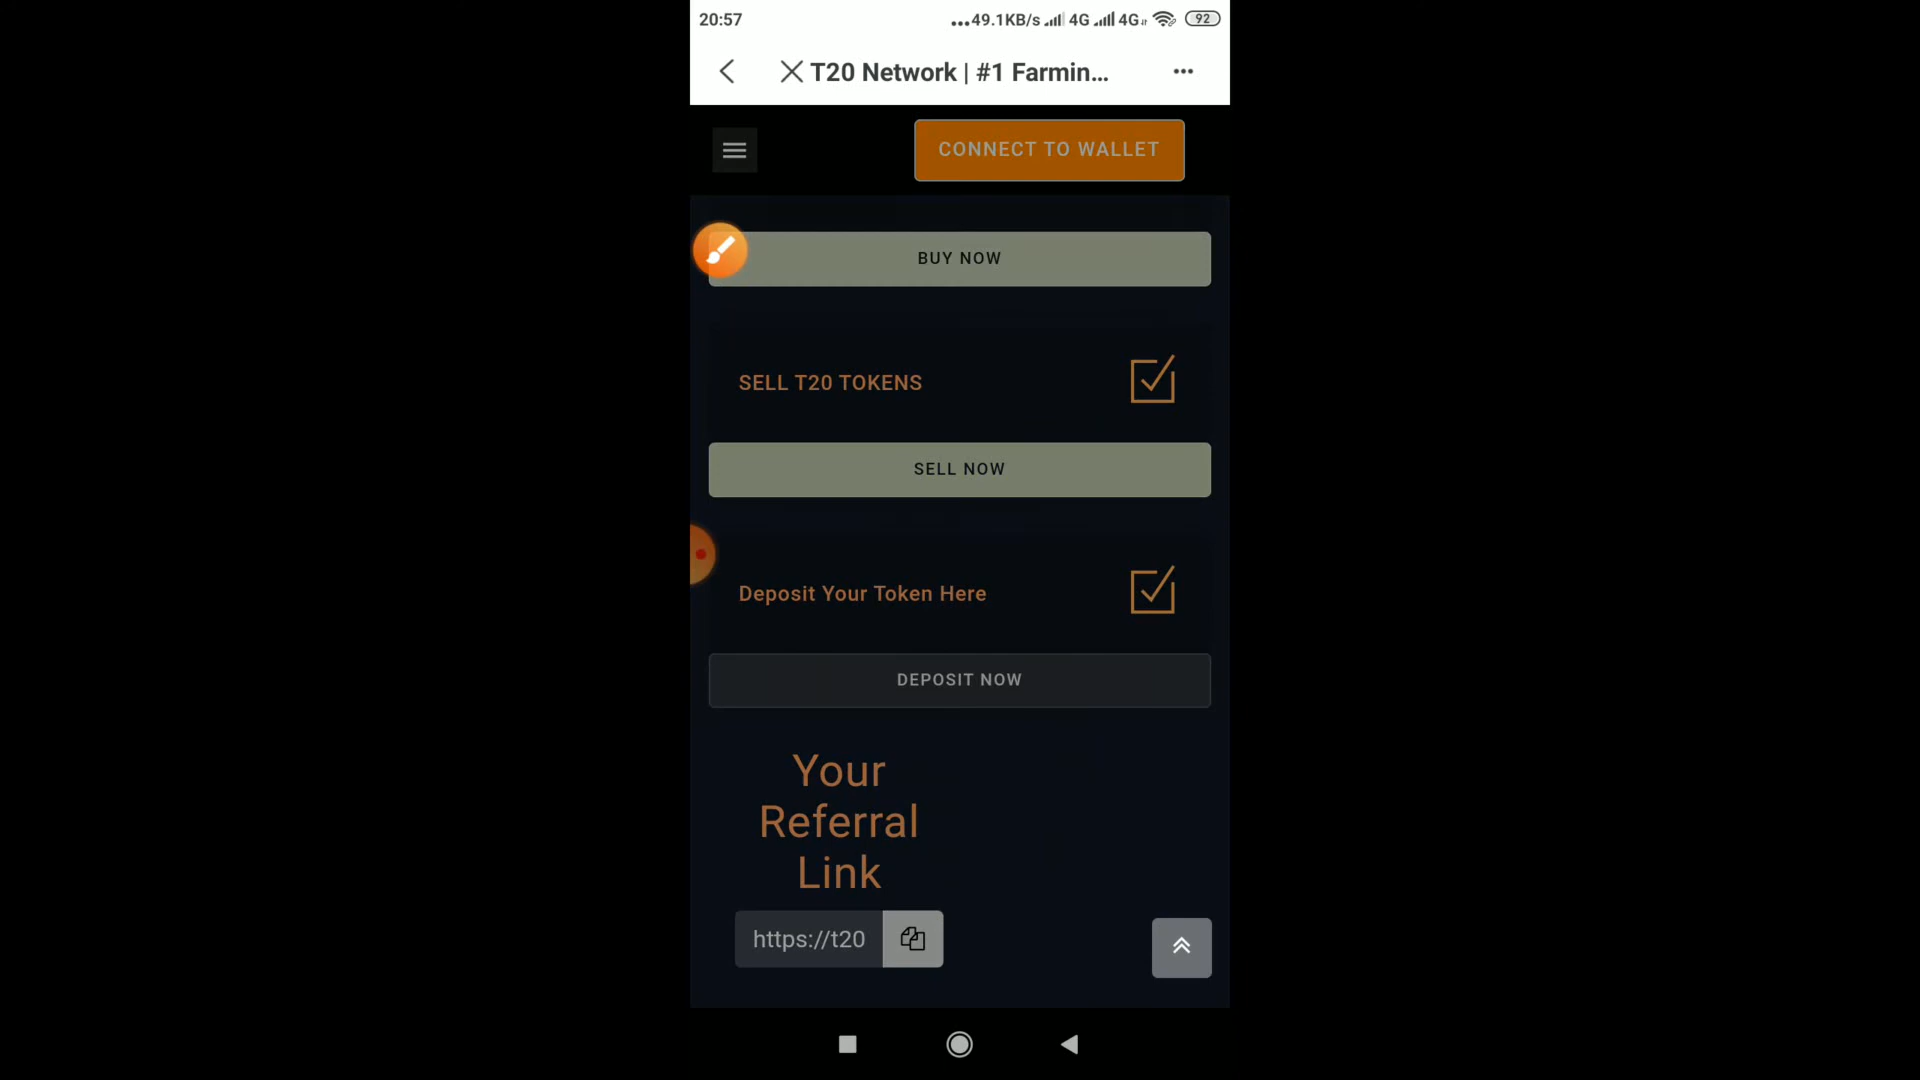 20:57
...49.1KB/s 4G 4G 92
T20 Network | #1 Farmin...
CONNECT TO WALLET
BUY NOW
SELL T20 TOKENS
SELL NOW
Deposit Your Token Here
DEPOSIT NOW
Your
Referral
Link
https://t20